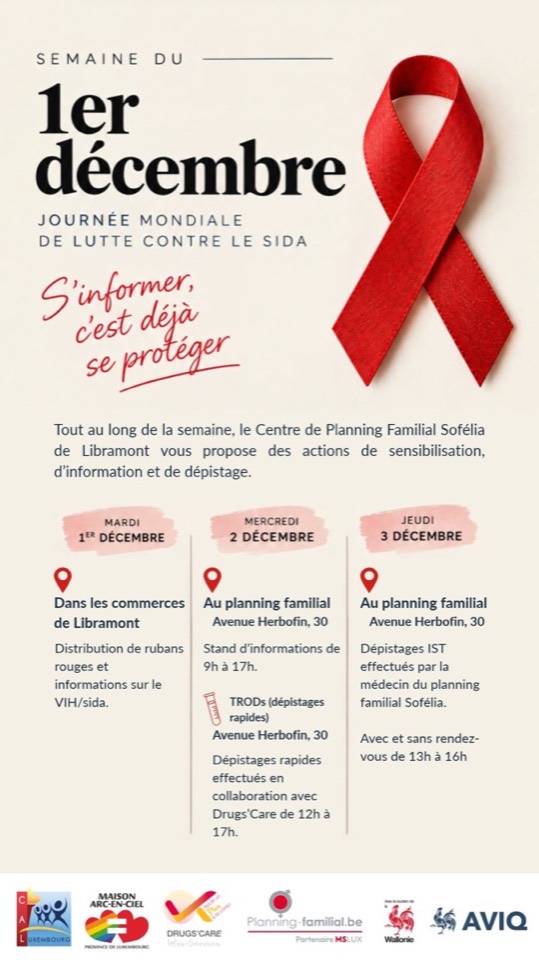 SEMAINE DU
1er
décembre
JOURNÉE MONDIALE
DE LUTTE CONTRE LE SIDA
S'informer,
c'est déjà
se protéger
Tout au long de la semaine, le Centre de Planning Familial Sofélia
de Libramont vous propose des actions de sensibilisation,
d'information et de dépistage.
MARDI
1ER DÉCEMBRE
Dans les commerces
de Libramont
Distribution de rubans
rouges et
informations sur le
VIH/sida.
MERCREDI
2 DÉCEMBRE
Au planning familial
Avenue Herbofin, 30
Stand d'informations de
9h à 17h.
TRODs (dépistages
rapides)
Avenue Herbofin, 30
Dépistages rapides
effectués en
collaboration avec
Drugs'Care de 12h à
17h.
JEUDI
3 DÉCEMBRE
Au planning familial
Avenue Herbofin, 30
Dépistages IST
effectués par la
médecin du planning
familial Sofélia.
Avec et sans rendez-
vous de 13h à 16h
CAL
LUXEMBOURG
MAISON
ARC-EN-CIEL
PROVINCE DE LUXEMBOURG
DRUGS'CARE
Planning-familial.be
Partenaire MSLUX
Wallonie
AVIQ